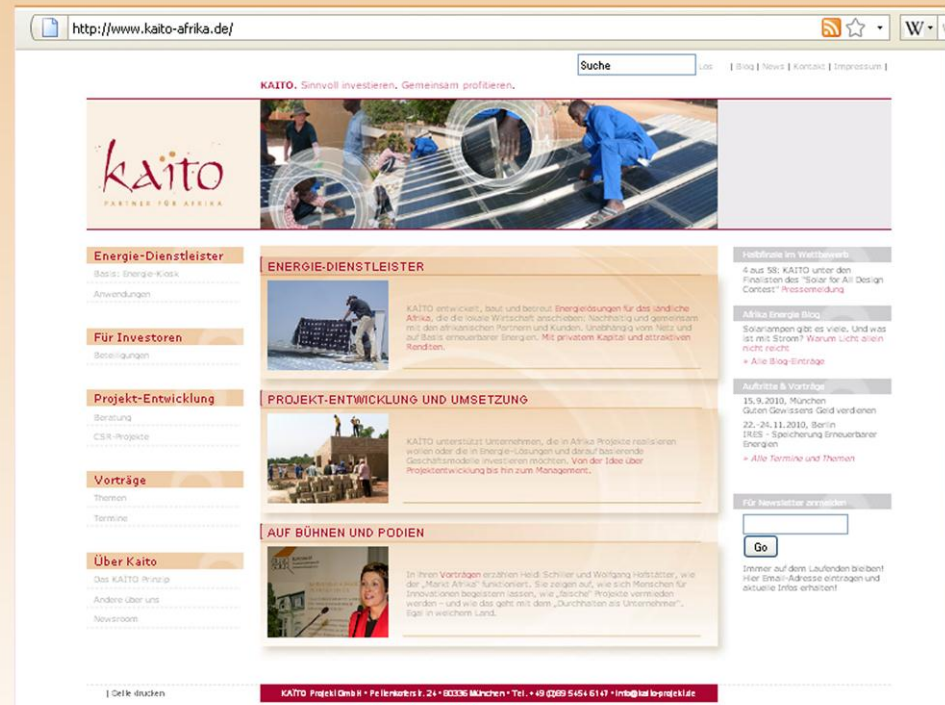 http://www.kaito-afrika.de/
W
Suche
Los
| Blog | News | Kontakt | Impressum |
KAITO. Sinnvoll investieren. Gemeinsam profitieren.
kaïto
PARTNER FÜR AFRIKA
Energie-Dienstleister
Basis: Energie-Kiosk
Anwendungen
Für Investoren
Beteiligungen
Projekt-Entwicklung
Beratung
CSR-Projekte
Vorträge
Themen
Termine
Über Kaito
Das KAITO Prinzip
Andere über uns
Newsroom
ENERGIE-DIENSTLEISTER
KAITO entwickelt, baut und betreut Energielösungen für das ländliche
Afrika, die die lokale Wirtschaft anschieben: Nachhaltig und gemeinsam
mit den afrikanischen Partnern und Kunden. Unabhängig vom Netz und
auf Basis erneuerbarer Energien. Mit privatem Kapital und attraktiven
Renditen.
PROJEKT-ENTWICKLUNG UND UMSETZUNG
KAITO unterstützt Unternehmen, die in Afrika Projekte realisieren
wollen oder die in Energie-Lösungen und darauf basierende
Geschäftsmodelle investieren möchten. Von der Idee über
Projektentwicklung bis hin zum Management.
AUF BÜHNEN UND PODIEN
In ihren Vorträgen erzählen Heidi Schiller und Wolfgang Hofstätter, wie
der „Markt Afrika" funktioniert. Sie zeigen auf, wie sich Menschen für
Innovationen begeistern lassen, wie „falsche" Projekte vermieden
werden – und wie das geht mit dem „Durchhalten als Unternehmer".
Egal in welchem Land.
Halbfinale im Wettbewerb
4 aus 58: KAITO unter den
Finalisten des "Solar for All Design
Contest" Pressemeldung
Afrika Energie Blog
Solarlampen gibt es viele. Und was
ist mit Strom? Warum Licht allein
nicht reicht
» Alle Blog-Einträge
Auftritte & Vorträge
15.9.2010, München
Guten Gewissens Geld verdienen
22.-24.11.2010, Berlin
IRES - Speicherung Erneuerbarer
Energien
» Alle Termine und Themen
Für Newsletter anmelden
Go
Immer auf dem Laufenden bleiben!
Hier Email-Adresse eintragen und
aktuelle Infos erhalten!
drucken
KAÏTO Projekt GmbH • Pettenkoferstr. 24 • 80336 München • Tel. +49 (0)89 5454 6147 • info@kaito-projekt.de